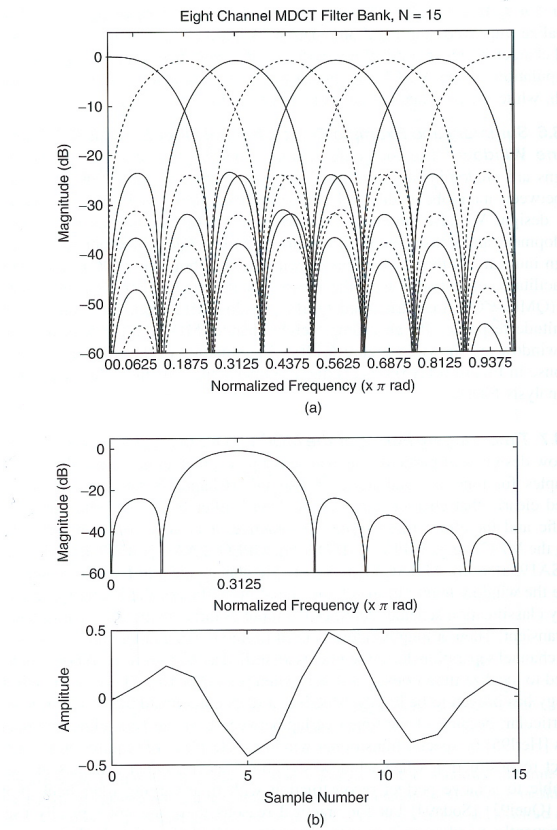 Eight Channel MDCT Filter Bank, N = 15
0
−10
−20
−30
−40
−50
−60
Magnitude (dB)
00.0625 0.1875 0.3125 0.4375 0.5625 0.6875 0.8125 0.9375
Normalized Frequency (x π rad)
(a)
0
−20
−40
−60
Magnitude (dB)
0 0.3125
Normalized Frequency (x π rad)
0.5
0
−0.5
Amplitude
0 5 10 15
Sample Number
(b)